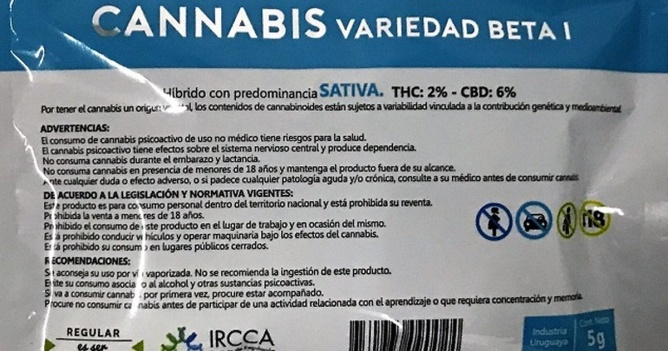 CANNABIS VARIEDAD BETA I
Híbrido con predominancia SATIVA. THC: 2% - CBD: 6%
Por tener el cannabis un origen los contenidos de cannabinoides están sujetos a variabilidad vinculada a la contribución genética y medioambiental
ADVERTENCIAS:
El consumo de cannabis psicoactivo de uso no médico tiene riesgos para la salud.
El cannabis psicoactivo tiene efectos sobre el sistema nervioso central y produce dependencia.
No consuma cannabis durante el embarazo y lactancia.
No consuma cannabis en presencia de menores de 18 años y mantenga el producto fuera de su alcance.
Ante cualquier duda o efecto adverso, o si padece cualquier patología aguda y/o crónica, consulte a su médico antes de consumir cannabis
DE ACUERDO A LA LEGISLACIÓN Y NORMATIVA VIGENTES:
Este producto es para consumo personal dentro del territorio nacional y está prohibida su reventa.
Prohibida la venta a menores de 18 años.
Prohibido el consumo de este producto en el lugar de trabajo y en ocasión del mismo.
Está prohibido conducir vehículos y operar maquinaria bajo los efectos del cannabis.
Está prohibido su consumo en lugares públicos cerrados.
RECOMENDACIONES:
Se aconseja su uso por vía vaporizada. No se recomienda la ingestión de este producto.
Evite su consumo asociado al alcohol y otras sustancias psicoactivas.
Si va a consumir cannabis por primera vez, procure estar acompañado.
Procure no consumir cannabis antes de participar de una actividad relacionada con el aprendizaje o que requiera concentración y memoria.
REGULAR
es ser
IRCCA
Industria
Uruguaya
Cont. Neto
5g